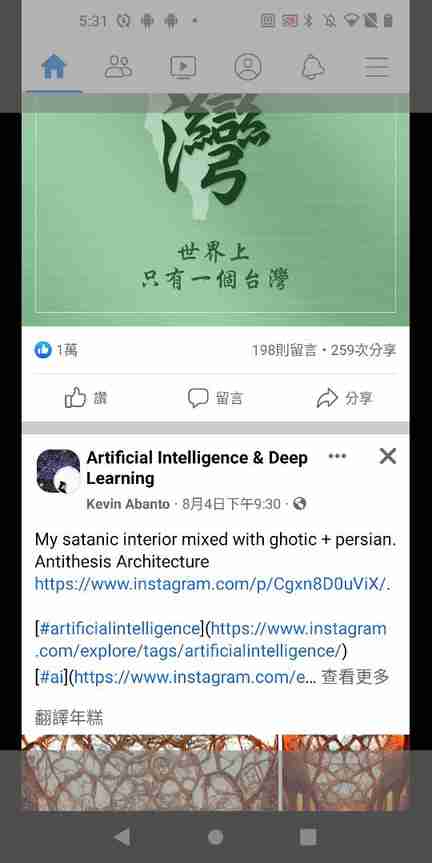 5:31
灣
世界上
只有一個台灣
1萬
198則留言・259次分享
讚
留言
分享
Artificial Intelligence & Deep
Learning
Kevin Abanto · 8月4日下午9:30 ·
My satanic interior mixed with ghotic + persian.
Antithesis Architecture
https://www.instagram.com/p/Cgxn8D0uViX/.
[#artificialintelligence](https://www.instagram
.com/explore/tags/artificialintelligence/)
[#ai](https://www.instagram.com/e... 查看更多
翻譯年糕